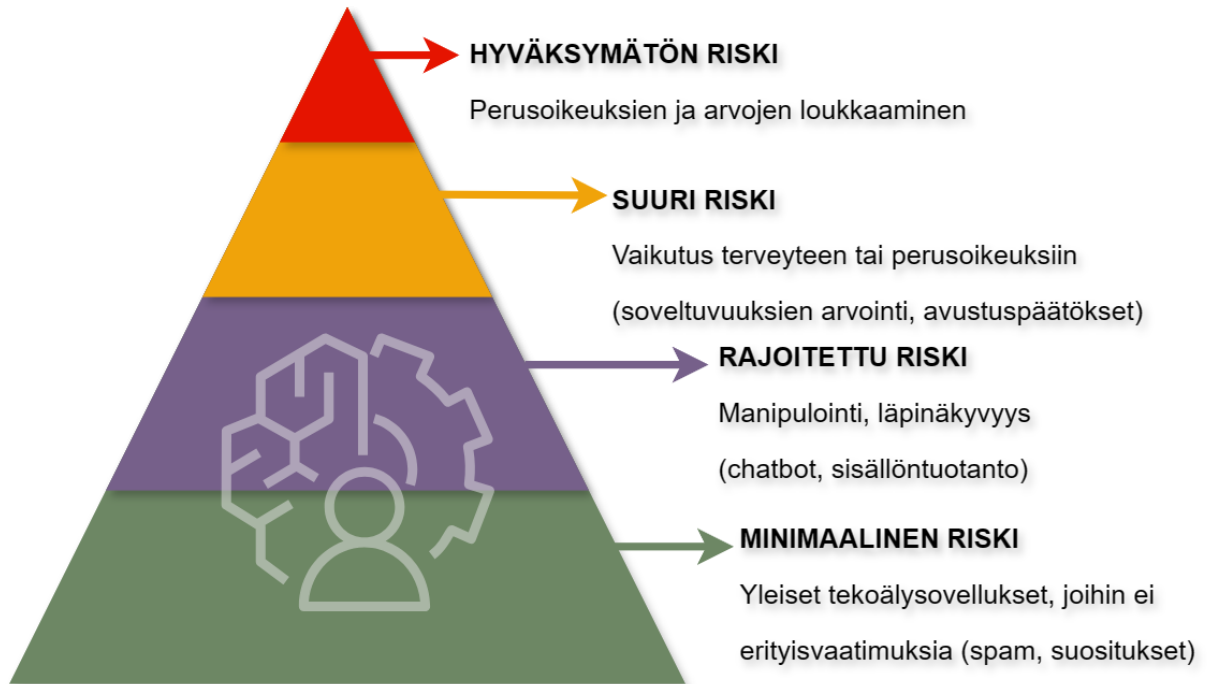 HYVÄKSYMÄTÖN RISKI
Perusoikeuksien ja arvojen loukkaaminen
SUURI RISKI
Vaikutus terveyteen tai perusoikeuksiin
(soveltuvuuksien arvointi, avustuspäätökset)
RAJOITETTU RISKI
Manipulointi, läpinäkyvyys
(chatbot, sisällöntuotanto)
MINIMAALINEN RISKI
Yleiset tekoälysovellukset, joihin ei
erityisvaatimuksia (spam, suositukset)